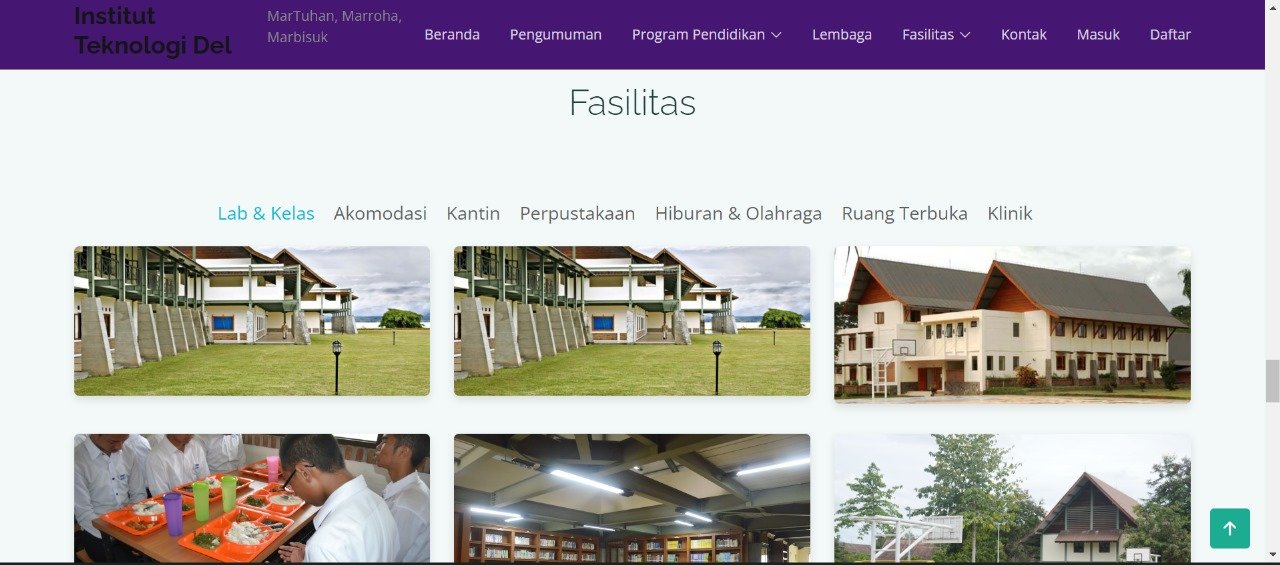 Institut
Teknologi Del
MarTuhan, Marroha,
Marbisuk
Beranda Pengumuman Program Pendidikan Lembaga Fasilitas Kontak Masuk Daftar
Fasilitas
Lab & Kelas Akomodasi Kantin Perpustakaan Hiburan & Olahraga Ruang Terbuka Klinik